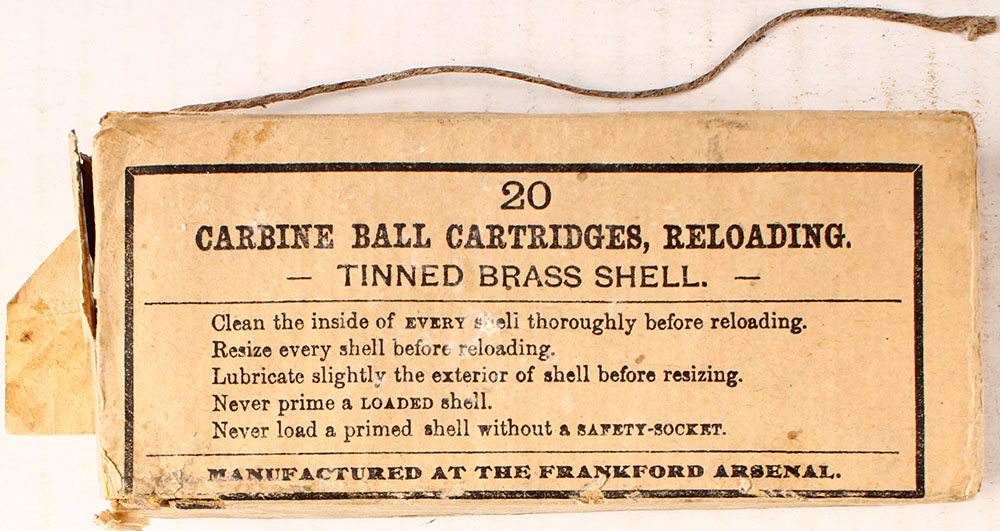 20
CARBINE BALL CARTRIDGES, RELOADING.
— TINNED BRASS SHELL. —
Clean the inside of EVERY shell thoroughly before reloading.
Resize every shell before reloading.
Lubricate slightly the exterior of shell before resizing.
Never prime a LOADED shell.
Never load a primed shell without a SAFETY-SOCKET.
MANUFACTURED AT THE FRANKFORD ARSENAL.